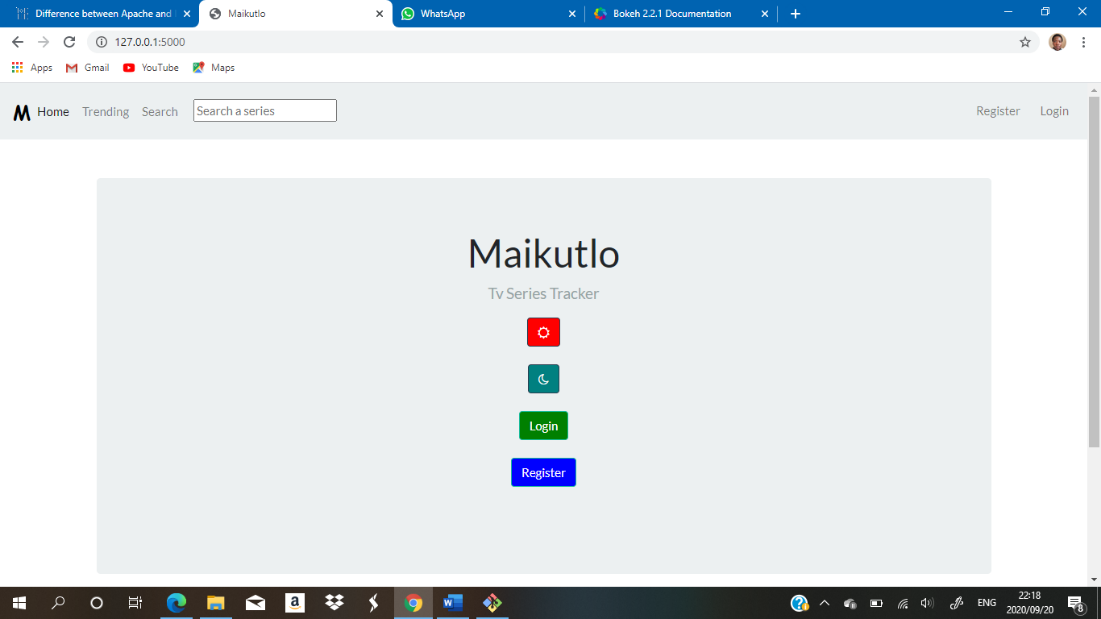 Difference between Apache and
Maikutlo
WhatsApp
Bokeh 2.2.1 Documentation
127.0.0.1:5000
Apps
Gmail
YouTube
Maps
M Home Trending Search Search a series Register Login
Maikutlo
Tv Series Tracker
Login
Register
ENG
22:18
2020/09/20
8